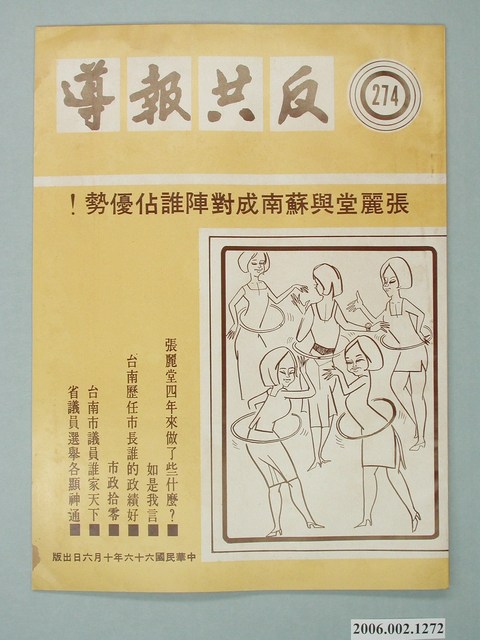 反共報導
274
張麗堂與蘇南成對陣誰佔優勢！
張麗堂四年來做了些什麼？
如是我言
台南歷任市長誰的政績好
市政拾零
台南市議員誰家天下
省議員選舉各顯神通
中華民國六十六年十月六日出版
2006.002.1272